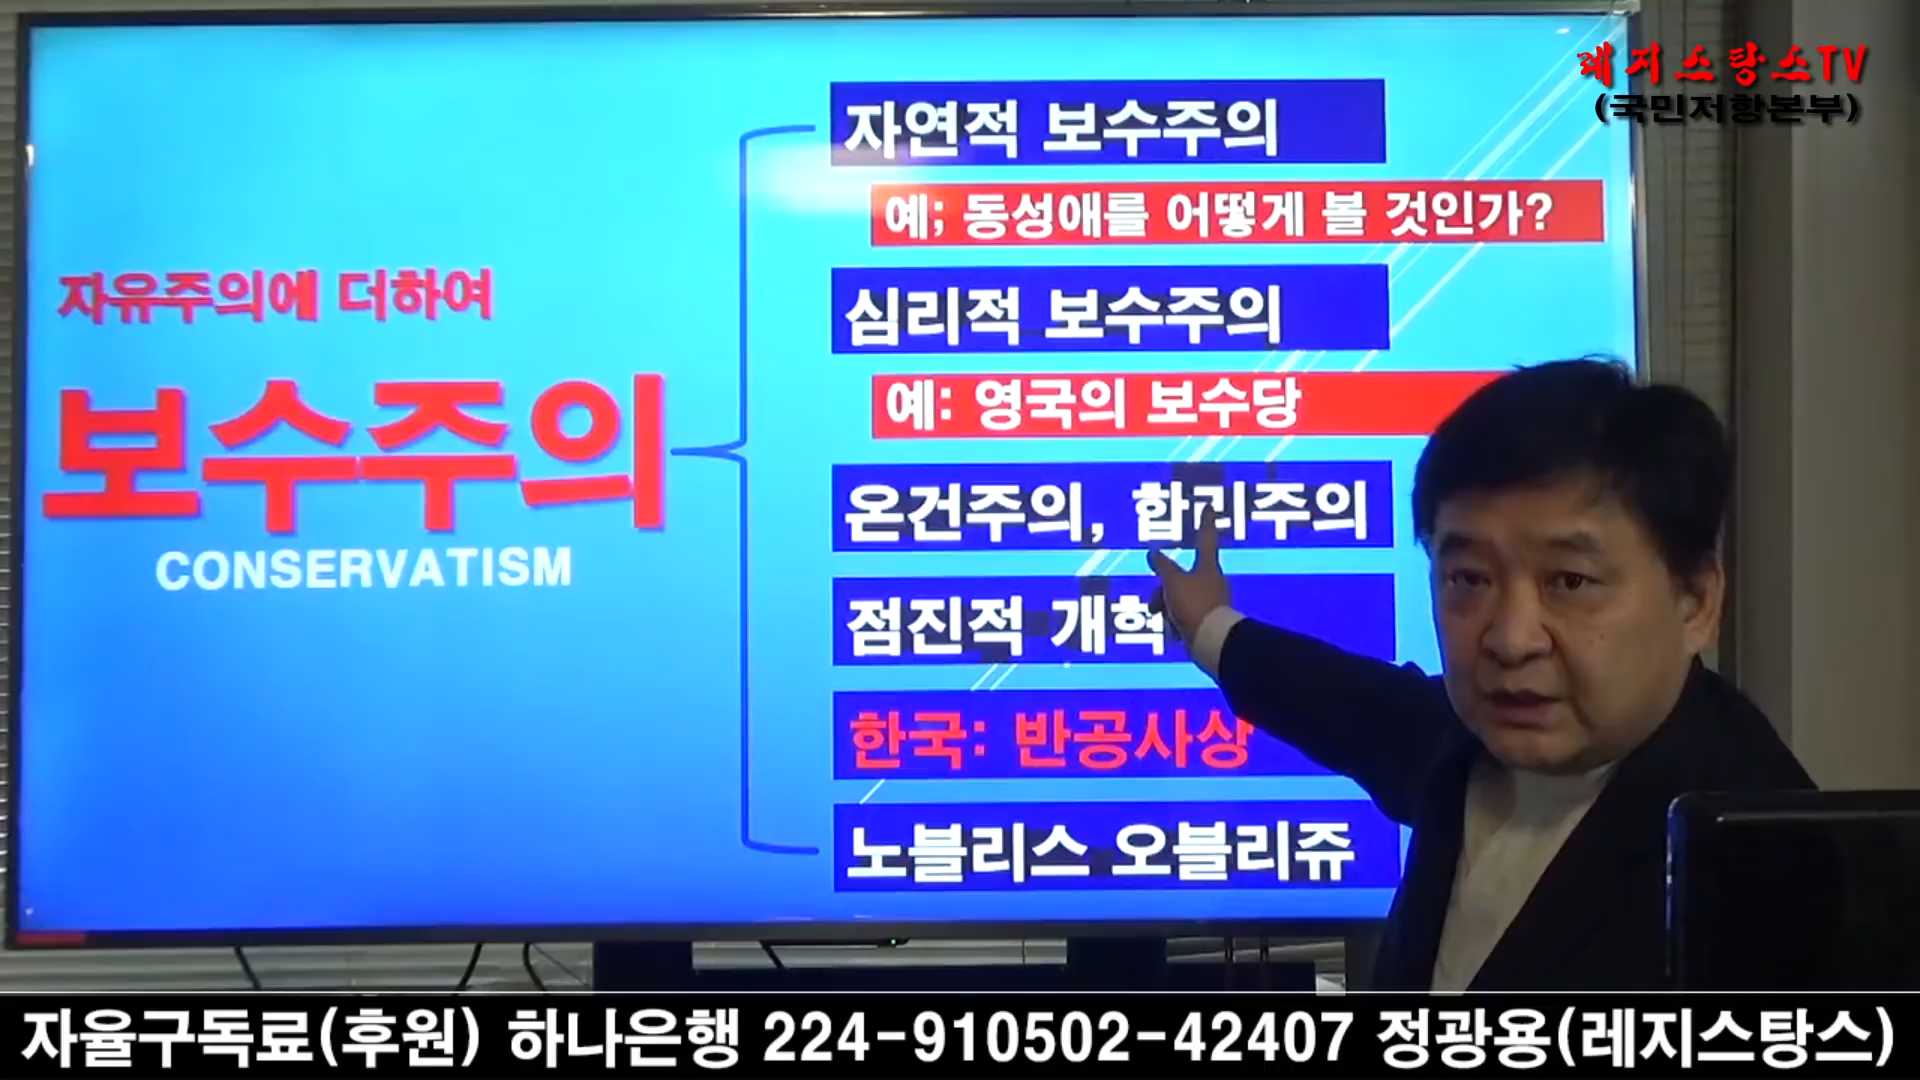 레지스탕스TV
(국민저항본부)
자유주의에 더하여
보수주의
CONSERVATISM
자연적 보수주의
예; 동성애를 어떻게 볼 것인가?
심리적 보수주의
예: 영국의 보수당
온건주의, 합리주의
점진적 개혁
한국: 반공사상
노블리스 오블리쥬
자율구독료(후원) 하나은행 224-910502-42407 정광용(레지스탕스)